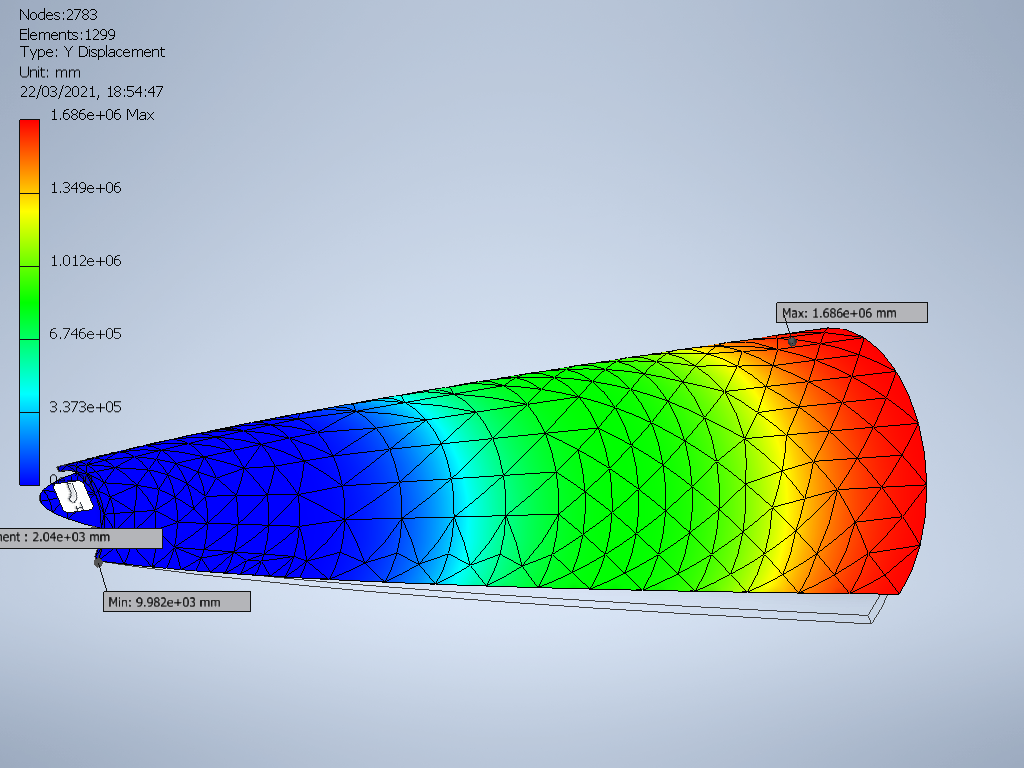 Nodes:2783
Elements:1299
Type: Y Displacement
Unit: mm
22/03/2021, 18:54:47
1.686e+06 Max
1.349e+06
1.012e+06
6.746e+05
3.373e+05
Max: 1.686e+06 mm
: 2.04e+03 mm
Min: 9.982e+03 mm